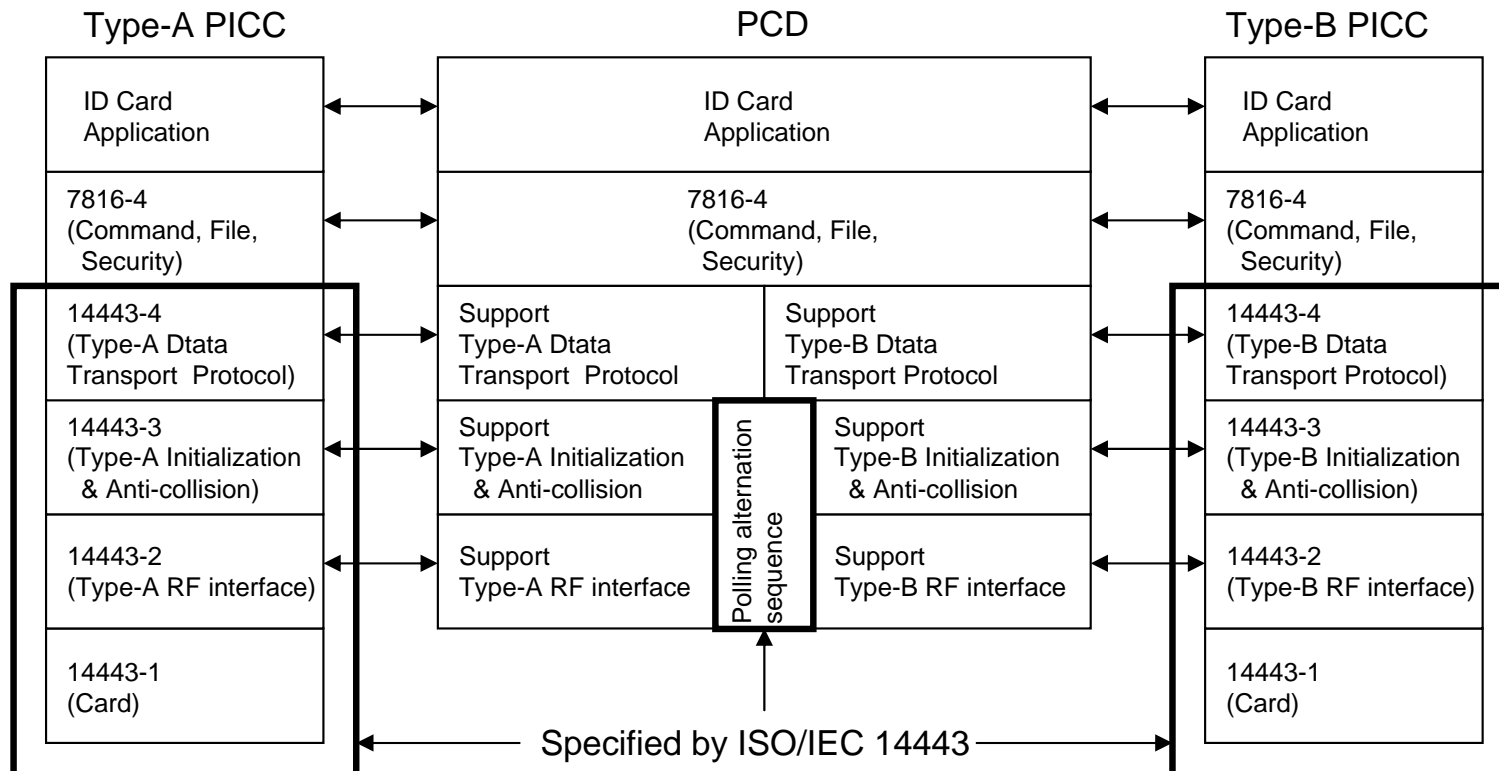 Type-A PICC
PCD
Type-B PICC
ID Card
Application
ID Card
Application
ID Card
Application
7816-4
(Command, File,
Security)
7816-4
(Command, File,
Security)
7816-4
(Command, File,
Security)
14443-4
(Type-A Dtata
Transport Protocol)
Support
Type-A Dtata
Transport Protocol
Support
Type-B Dtata
Transport Protocol
14443-4
(Type-B Dtata
Transport Protocol)
14443-3
(Type-A Initialization
& Anti-collision)
Support
Type-A Initialization
& Anti-collision
Polling alternation
sequence
Support
Type-B Initialization
& Anti-collision
14443-3
(Type-B Initialization
& Anti-collision)
14443-2
(Type-A RF interface)
Support
Type-A RF interface
Support
Type-B RF interface
14443-2
(Type-B RF interface)
14443-1
(Card)
14443-1
(Card)
Specified by ISO/IEC 14443